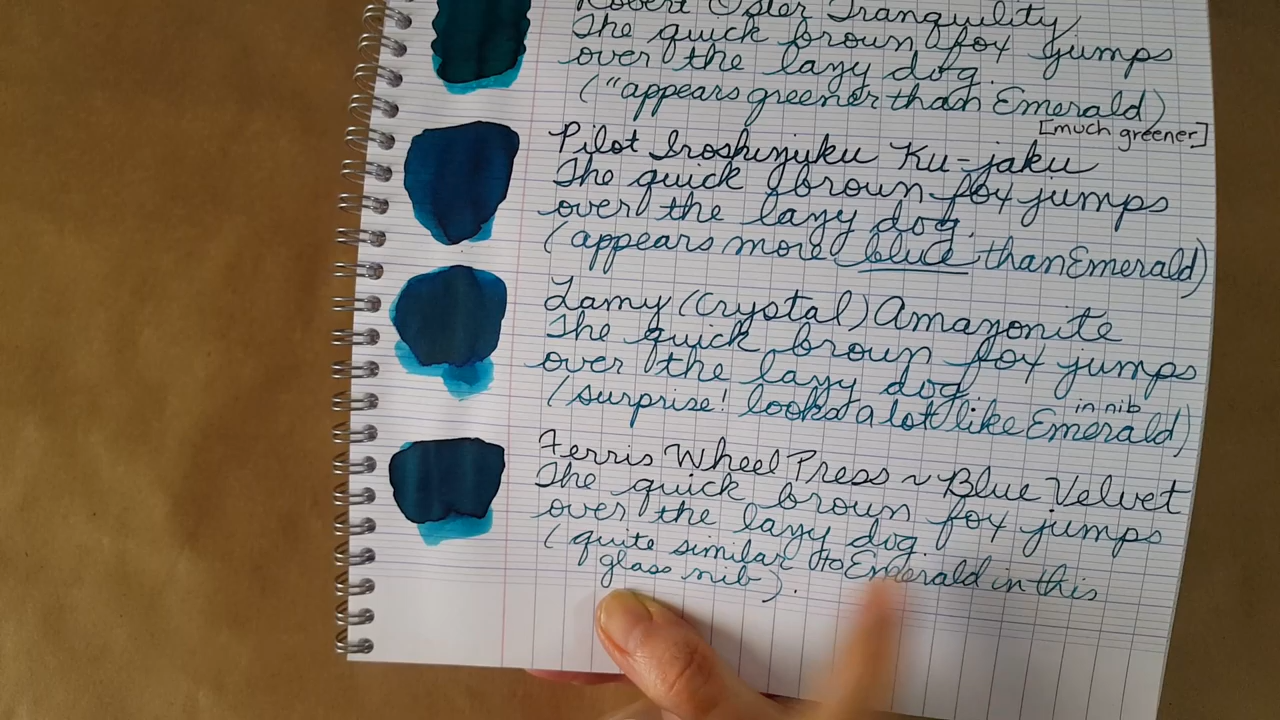 Robert Oster Tranquility
The quick brown fox jumps
over the lazy dog.
("appears greener than Emerald)
[much greener.]
Pilot Iroshizuku Ku-jaku
The quick brown fox jumps
over the lazy dog.
(appears more blue than Emerald)
Lamy (Crystal) Amazonite
The quick brown fox jumps
over the lazy dog.
in nib
(surprise! looks a lot like Emerald)
Ferris Wheel Press ~ Blue Velvet
The quick brown fox jumps
over the lazy dog.
(quite similar to Emerald in this
glass nib).